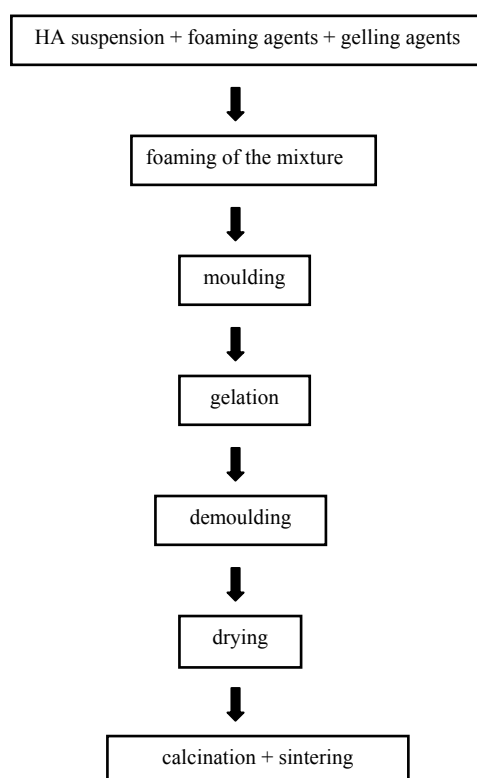 HA suspension + foaming agents + gelling agents
foaming of the mixture
moulding
gelation
demoulding
drying
calcination + sintering